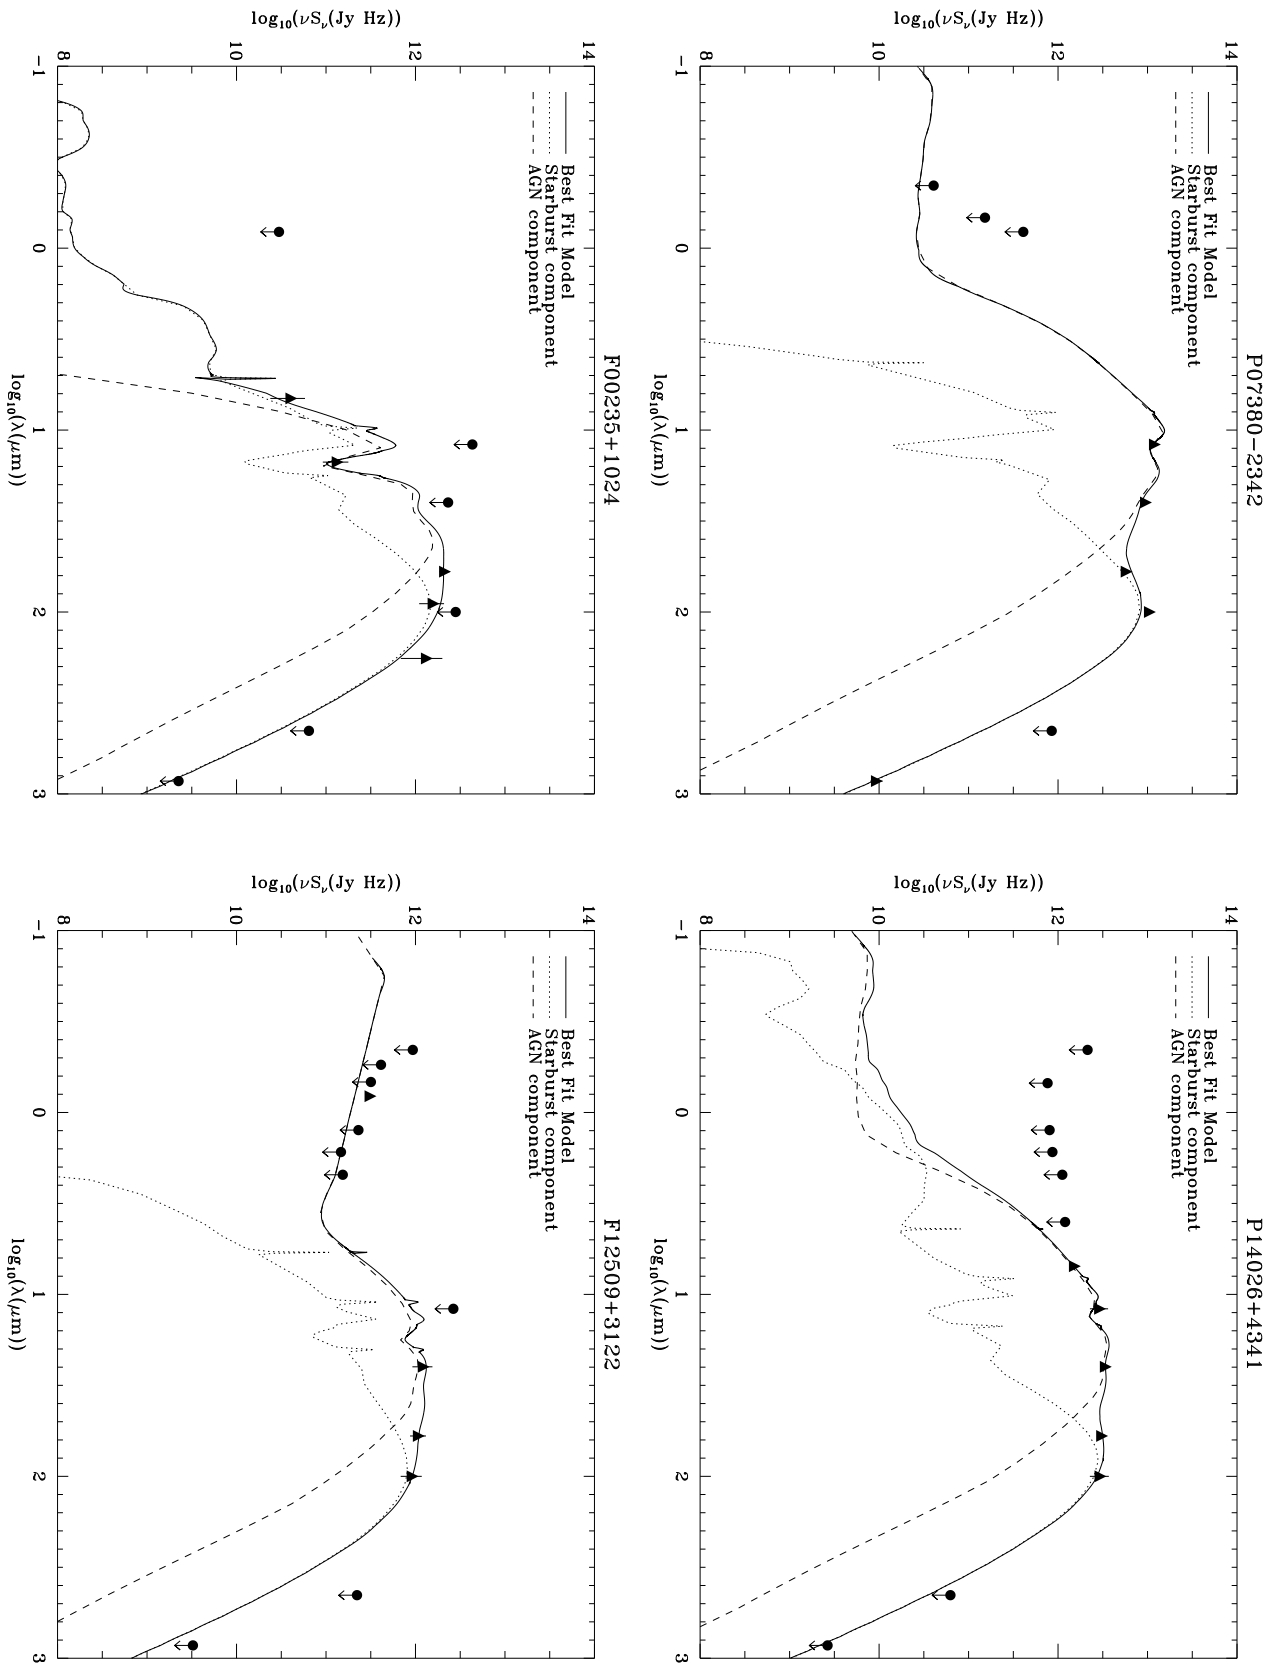 P07380−2342
log₁₀(νSᵥ(Jy Hz))
14
12
10
8
Best Fit Model
Starburst component
AGN component
−1
0
1
2
3
log₁₀(λ(μm))
P14026+4341
log₁₀(νSᵥ(Jy Hz))
14
12
10
8
Best Fit Model
Starburst component
AGN component
−1
0
1
2
3
log₁₀(λ(μm))
F00235+1024
log₁₀(νSᵥ(Jy Hz))
14
12
10
8
Best Fit Model
Starburst component
AGN component
−1
0
1
2
3
log₁₀(λ(μm))
F12509+3122
log₁₀(νSᵥ(Jy Hz))
14
12
10
8
Best Fit Model
Starburst component
AGN component
−1
0
1
2
3
log₁₀(λ(μm))